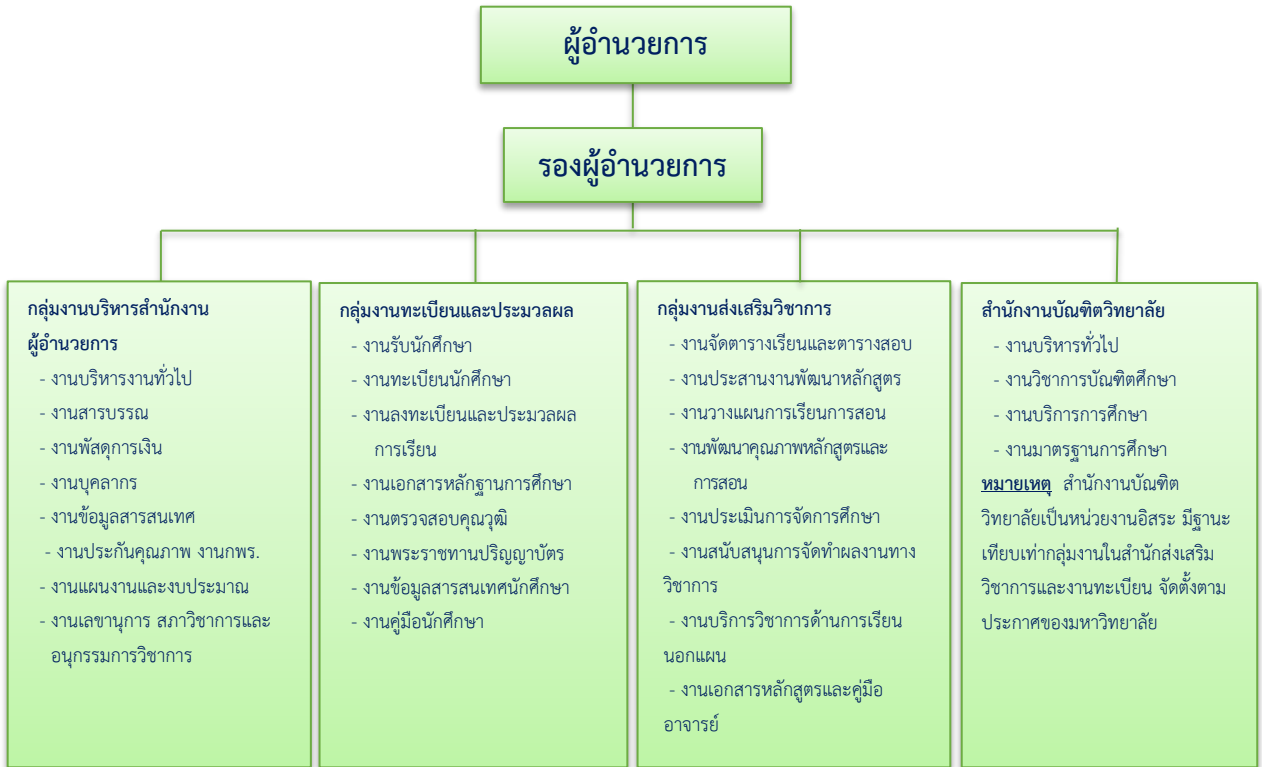 ผู้อำนวยการ
รองผู้อำนวยการ
กลุ่มงานบริหารสำนักงาน
ผู้อำนวยการ
- งานบริหารงานทั่วไป
- งานสารบรรณ
- งานพัสดุการเงิน
- งานบุคลากร
- งานข้อมูลสารสนเทศ
- งานประกันคุณภาพ งานกพร.
- งานแผนงานและงบประมาณ
- งานเลขานุการ สภาวิชาการและ
อนุกรรมการวิชาการ
กลุ่มงานทะเบียนและประมวลผล
- งานรับนักศึกษา
- งานทะเบียนนักศึกษา
- งานลงทะเบียนและประมวลผล
การเรียน
- งานเอกสารหลักฐานการศึกษา
- งานตรวจสอบคุณวุฒิ
- งานพระราชทานปริญญาบัตร
- งานข้อมูลสารสนเทศนักศึกษา
- งานคู่มือนักศึกษา
กลุ่มงานส่งเสริมวิชาการ
- งานจัดตารางเรียนและตารางสอบ
- งานประสานงานพัฒนาหลักสูตร
- งานวางแผนการเรียนการสอน
- งานพัฒนาคุณภาพหลักสูตรและ
การสอน
- งานประเมินการจัดการศึกษา
- งานสนับสนุนการจัดทำผลงานทาง
วิชาการ
- งานบริการวิชาการด้านการเรียน
นอกแผน
- งานเอกสารหลักสูตรและคู่มือ
อาจารย์
สำนักงานบัณฑิตวิทยาลัย
- งานบริหารทั่วไป
- งานวิชาการบัณฑิตศึกษา
- งานบริการการศึกษา
- งานมาตรฐานการศึกษา
หมายเหตุ สำนักงานบัณฑิต
วิทยาลัยเป็นหน่วยงานอิสระ มีฐานะ
เทียบเท่ากลุ่มงานในสำนักส่งเสริม
วิชาการและงานทะเบียน จัดตั้งตาม
ประกาศของมหาวิทยาลัย